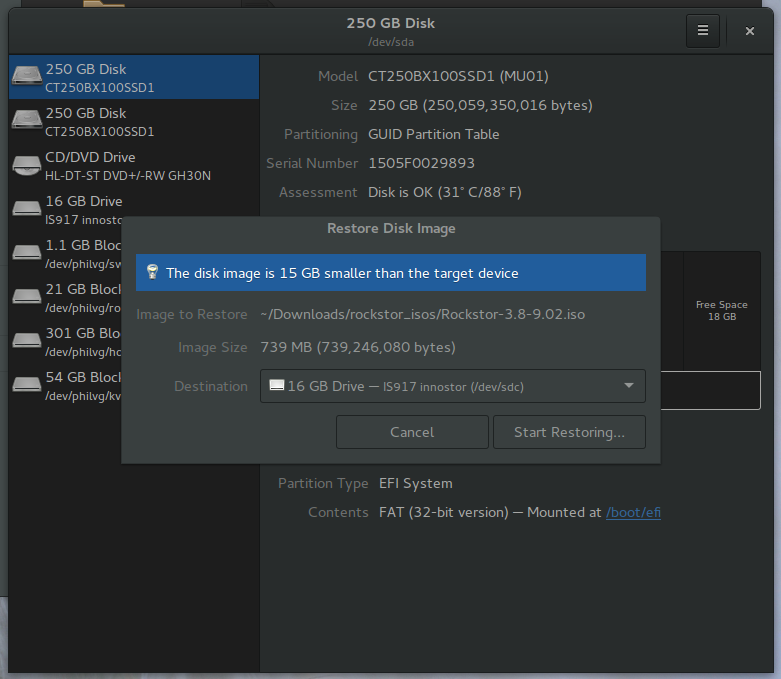 250 GB Disk
/dev/sda
250 GB Disk
CT250BX100SSD1
250 GB Disk
CT250BX100SSD1
CD/DVD Drive
HL-DT-ST DVD+/-RW GH30N
16 GB Drive
IS917 innostor
1.1 GB Bloc
/dev/philvg/sw
21 GB Block
/dev/philvg/ro
301 GB Blo
/dev/philvg/ho
54 GB Block
/dev/philvg/kv
Model CT250BX100SSD1 (MU01)
Size 250 GB (250,059,350,016 bytes)
Partitioning GUID Partition Table
Serial Number 1505F0029893
Assessment Disk is OK (31° C/88° F)
Restore Disk Image
The disk image is 15 GB smaller than the target device
Image to Restore ~/Downloads/rockstor_isos/Rockstor-3.8-9.02.iso
Image Size 739 MB (739,246,080 bytes)
Destination 16 GB Drive — IS917 innostor (/dev/sdc)
Cancel Start Restoring...
Free Space
18 GB
Partition Type EFI System
Contents FAT (32-bit version) — Mounted at /boot/efi